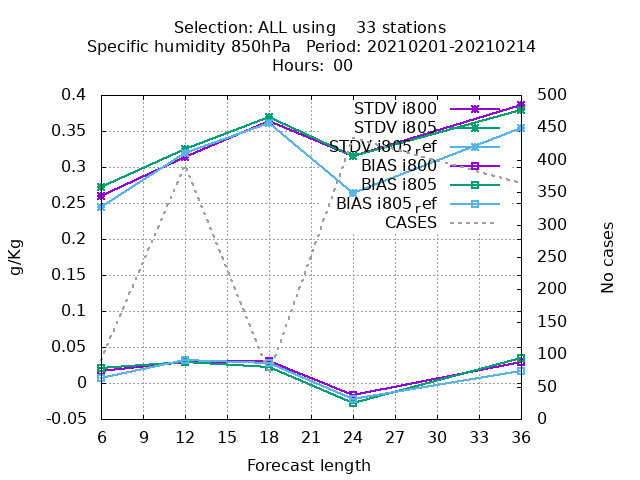 Selection: ALL using    33 stations
Specific humidity 850hPa   Period: 20210201-20210214
Hours:  00
0.4
0.35
0.3
0.25
0.2
0.15
0.1
0.05
0
-0.05
g/Kg
500
450
400
350
300
250
200
150
100
50
0
No cases
STDV i800
STDV i805
STDV i805ref
BIAS i800
BIAS i805
BIAS i805ref
CASES
6 9 12 15 18 21 24 27 30 33 36
Forecast length